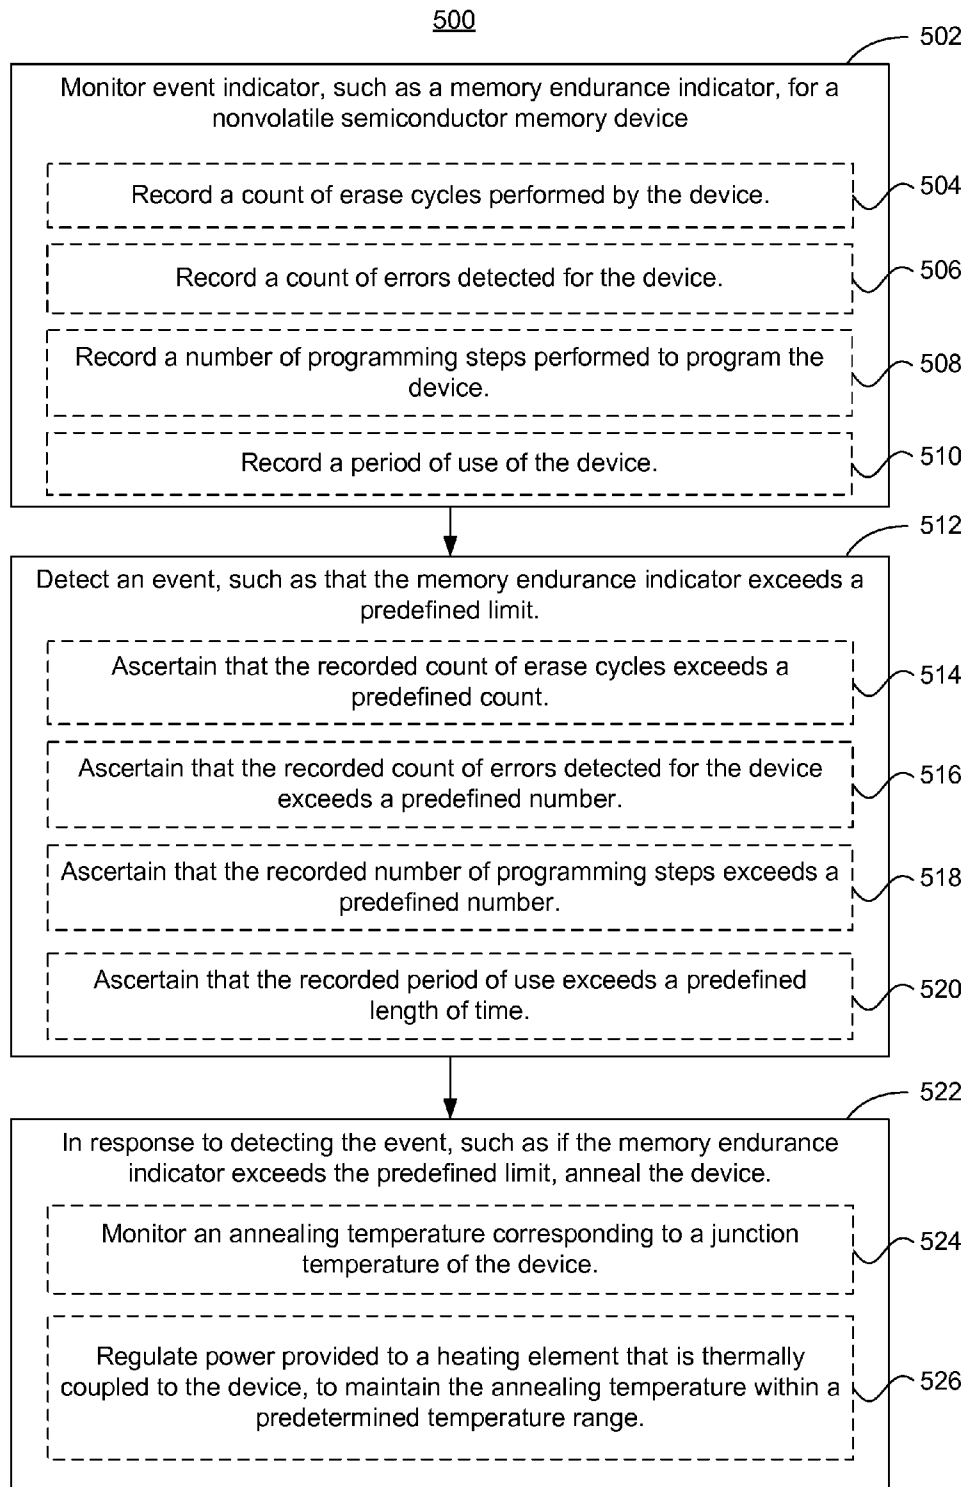 500
502
Monitor event indicator, such as a memory endurance indicator, for a
nonvolatile semiconductor memory device
Record a count of erase cycles performed by the device.
504
Record a count of errors detected for the device.
506
Record a number of programming steps performed to program the
device.
508
Record a period of use of the device.
510
512
Detect an event, such as that the memory endurance indicator exceeds a
predefined limit.
Ascertain that the recorded count of erase cycles exceeds a
predefined count.
514
Ascertain that the recorded count of errors detected for the device
exceeds a predefined number.
516
Ascertain that the recorded number of programming steps exceeds a
predefined number.
518
Ascertain that the recorded period of use exceeds a predefined
length of time.
520
522
In response to detecting the event, such as if the memory endurance
indicator exceeds the predefined limit, anneal the device.
Monitor an annealing temperature corresponding to a junction
temperature of the device.
524
Regulate power provided to a heating element that is thermally
coupled to the device, to maintain the annealing temperature within a
predetermined temperature range.
526